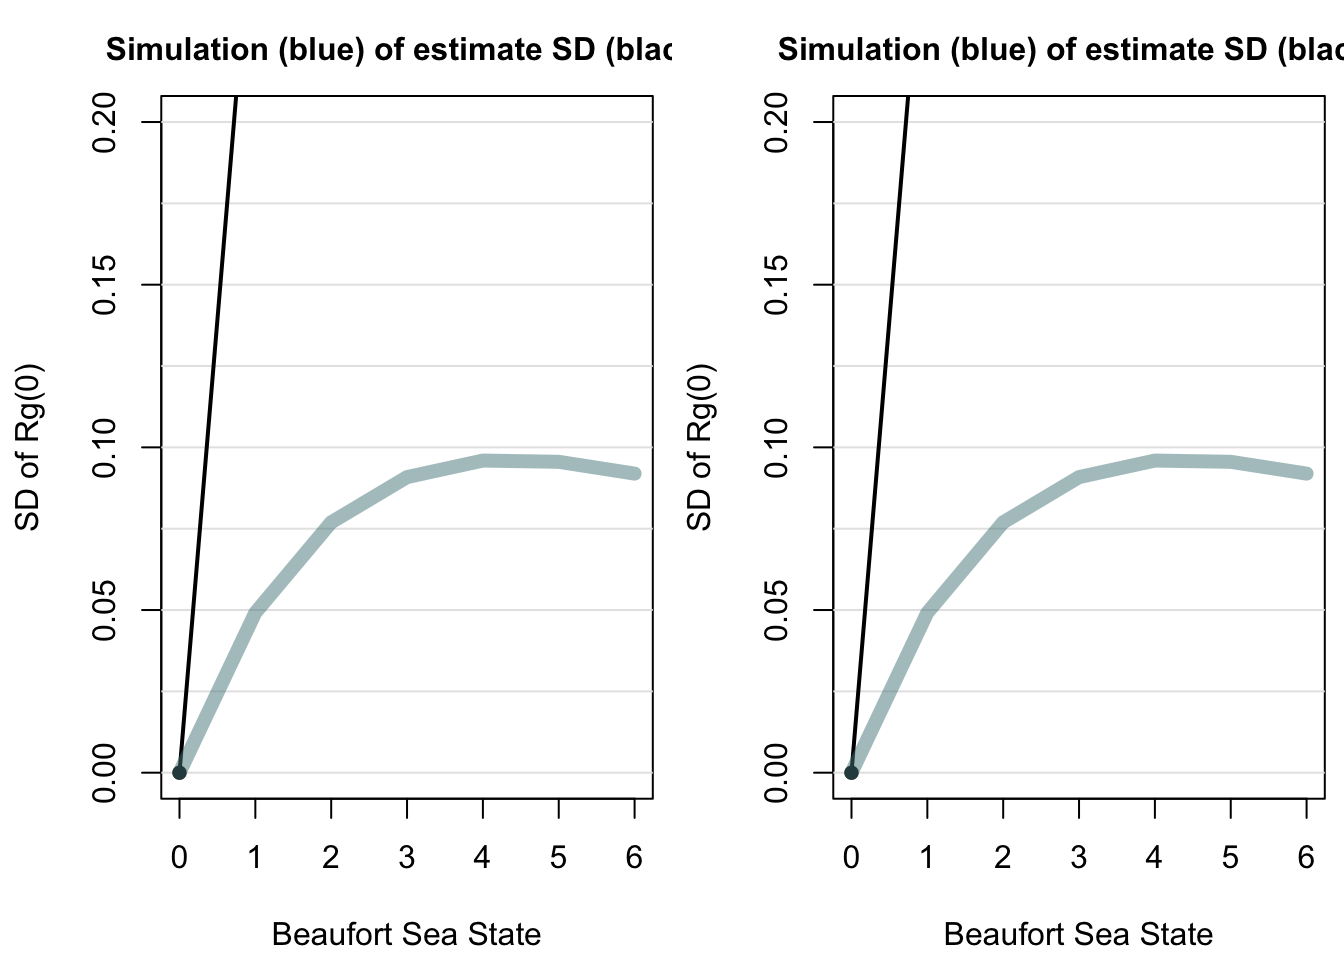 Simulation (blue) of estimate SD (blac
SD of Rg(0)
0.20
0.15
0.10
0.05
0.00
0 1 2 3 4 5 6
Beaufort Sea State
Simulation (blue) of estimate SD (blac
SD of Rg(0)
0.20
0.15
0.10
0.05
0.00
0 1 2 3 4 5 6
Beaufort Sea State